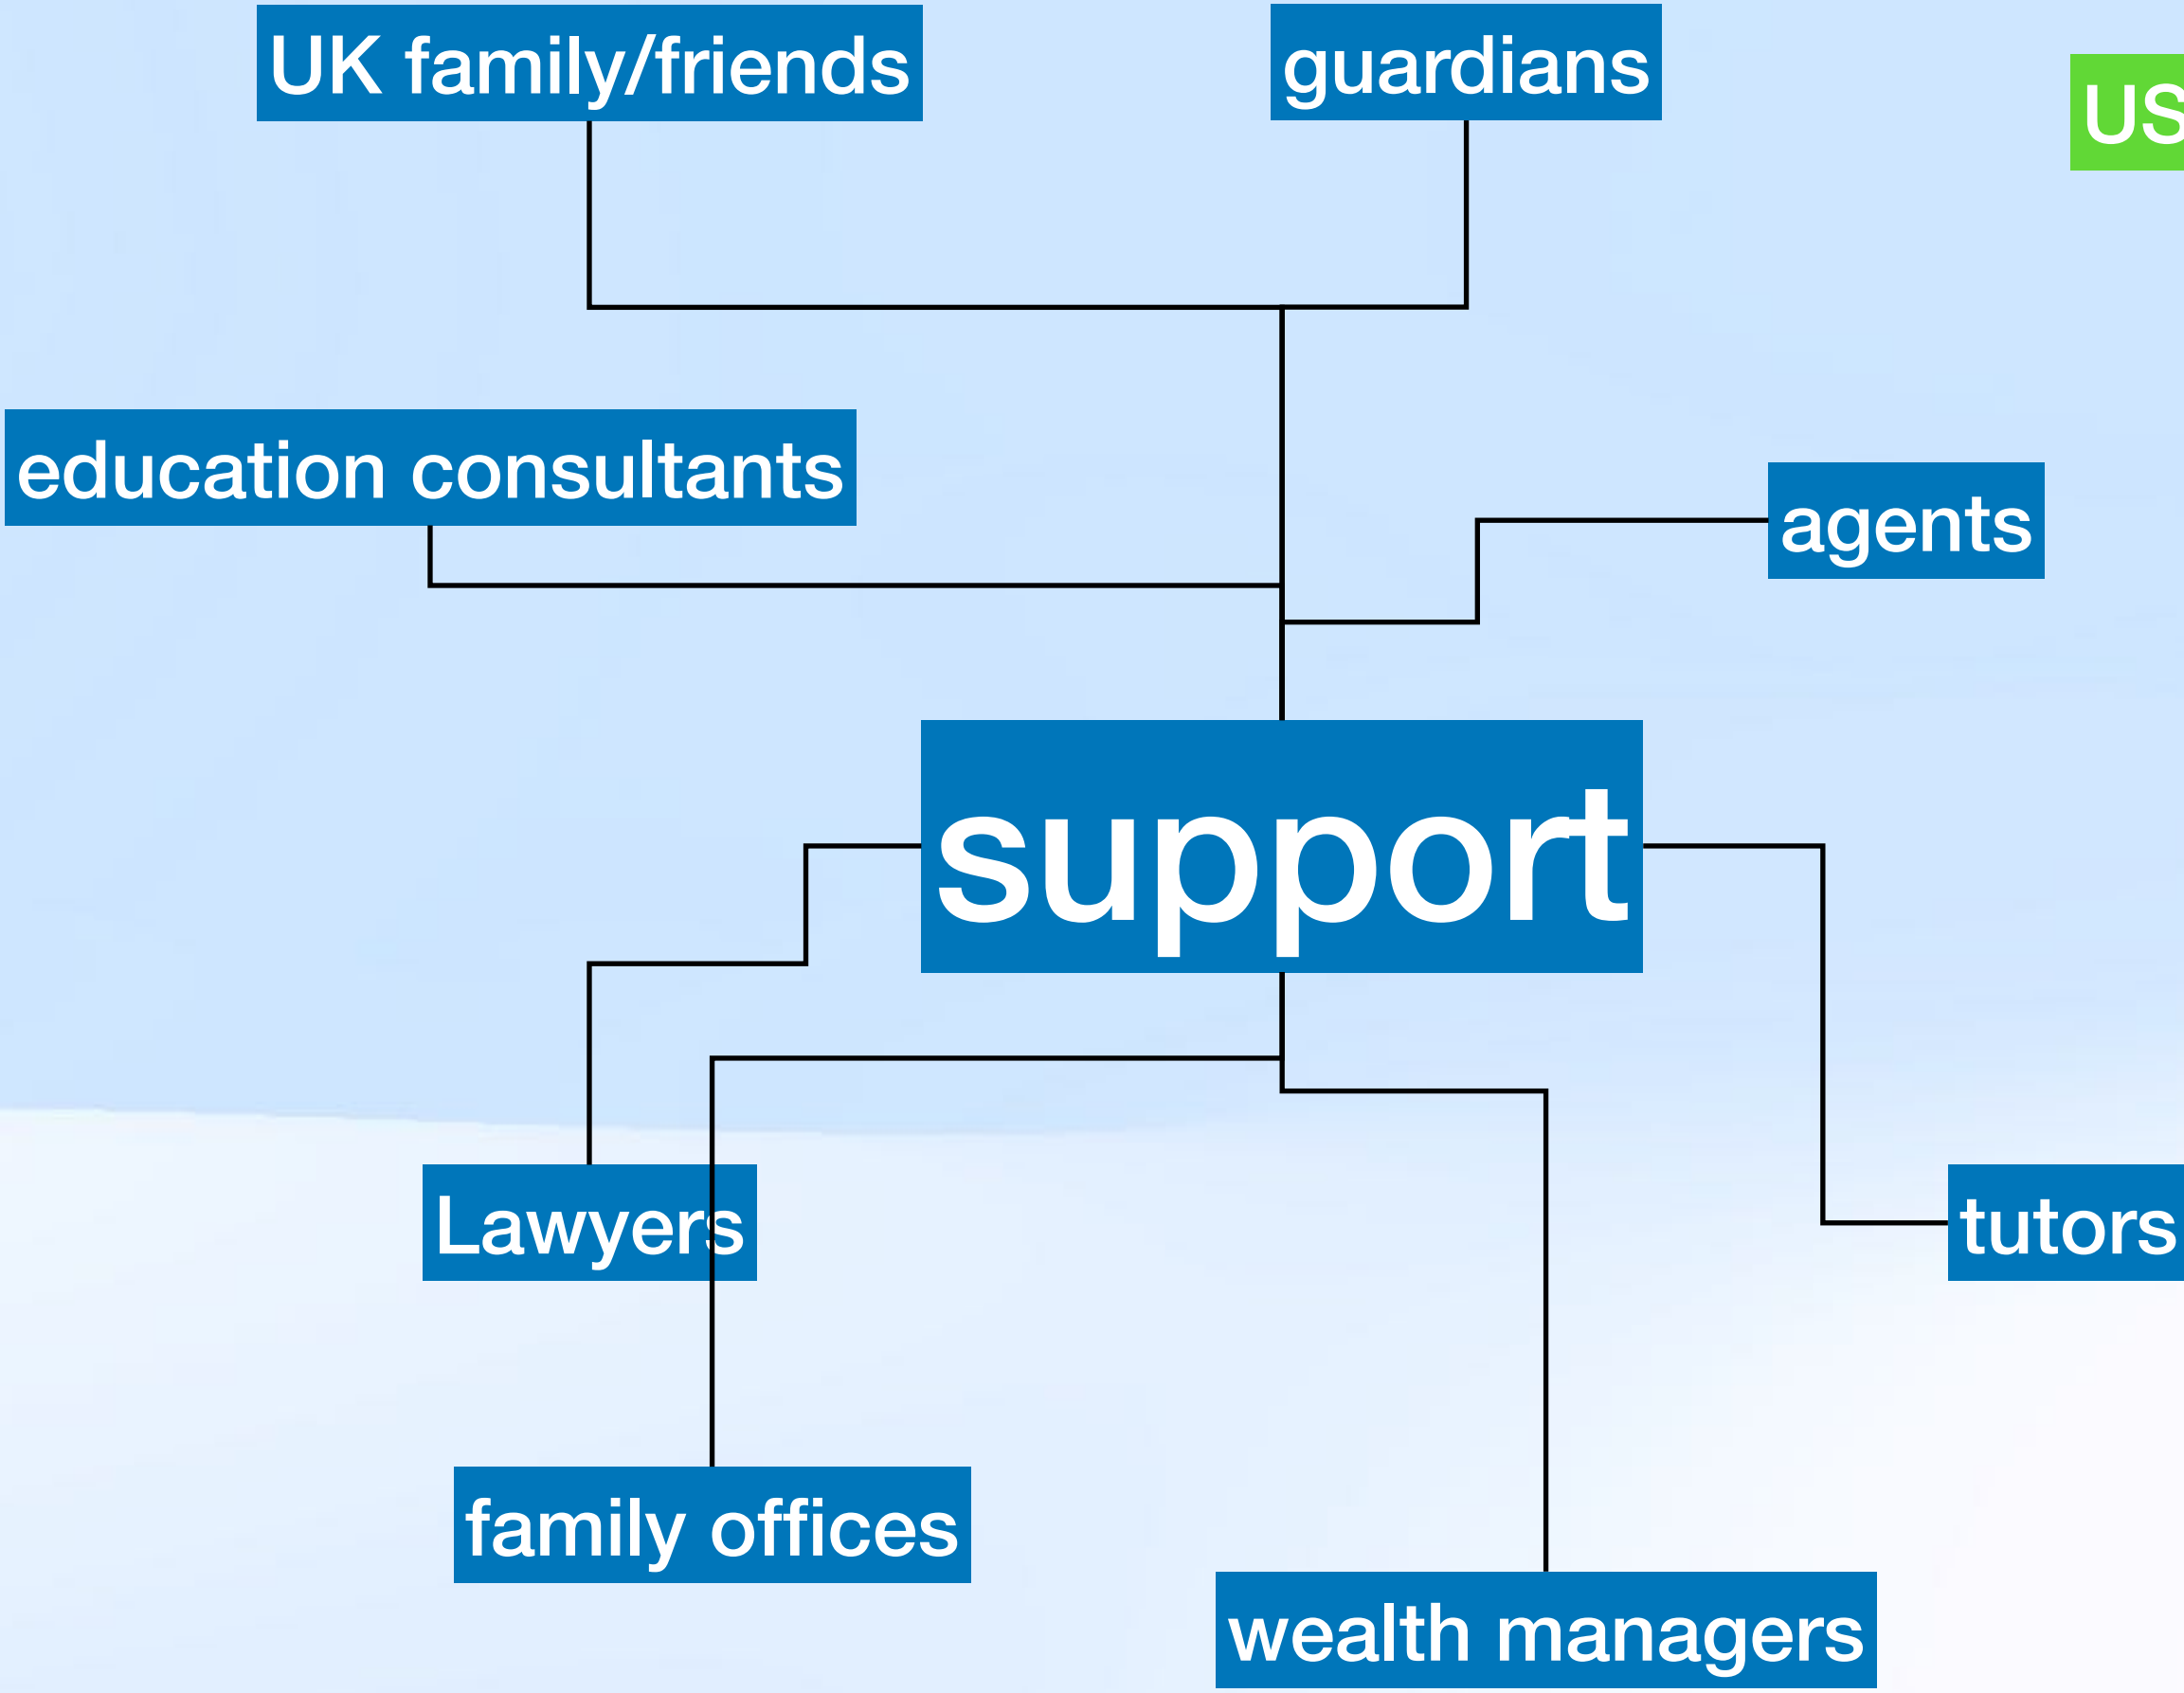 UK family/friends
guardians
US
education consultants
agents
support
Lawyers
tutors
family offices
wealth managers